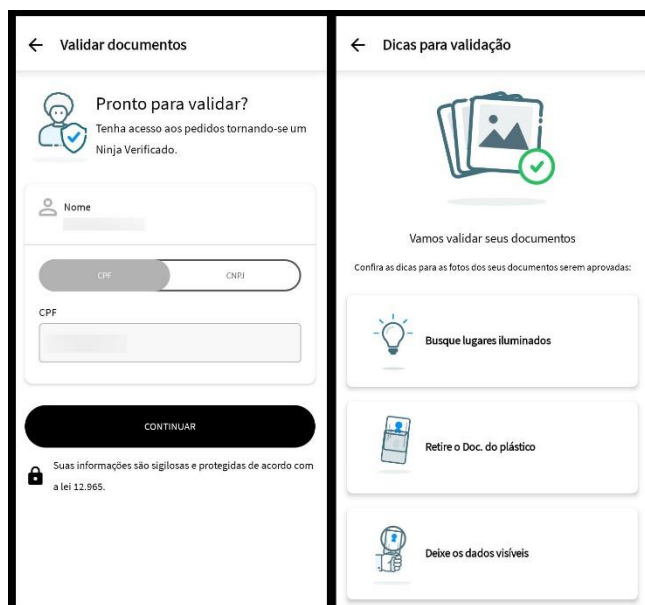 Validar documentos
Pronto para validar?
Tenha acesso aos pedidos tornando-se um
Ninja Verificado.
Nome
CPF
CNPJ
CPF
CONTINUAR
Suas informações são sigilosas e protegidas de acordo com
a lei 12.965.
Dicas para validação
Vamos validar seus documentos
Confira as dicas para as fotos dos seus documentos serem aprovadas:
Busque lugares iluminados
Retire o Doc. do plástico
Deixe os dados visíveis